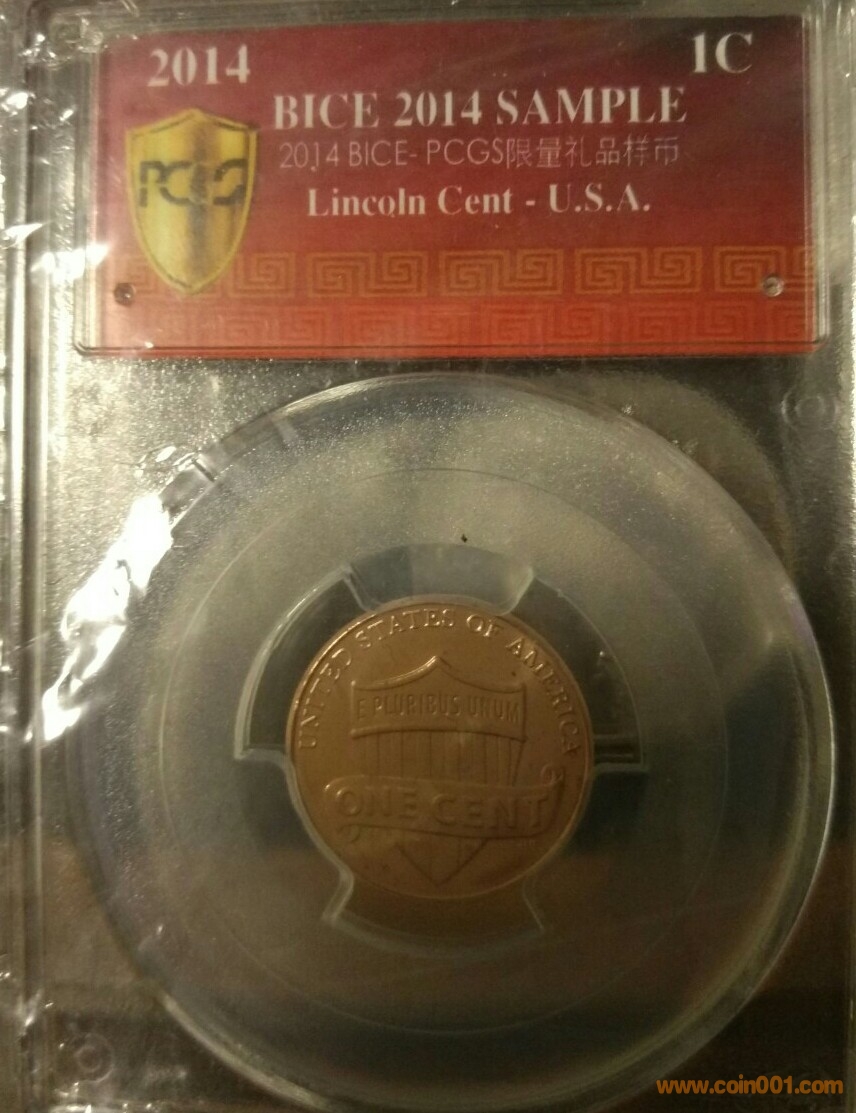 2014 1C
BICE 2014 SAMPLE
2014 BICE- PCGS限量礼品样币
PCGS
Lincoln Cent - U.S.A.
UNITED STATES OF AMERICA
E PLURIBUS UNUM
ONE CENT
www.coin001.com